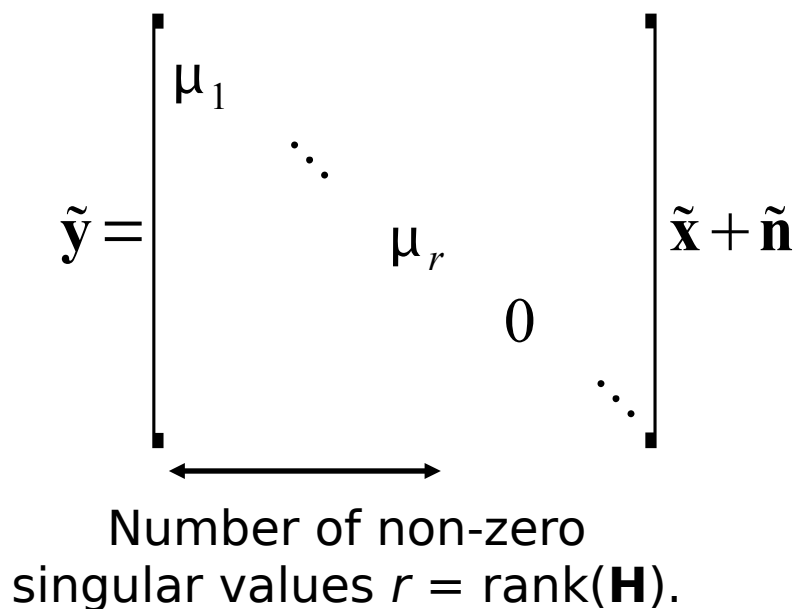 μ1
⋱
ỹ = μr x̃ + ñ
0
⋱
Number of non-zero
singular values r = rank(H).